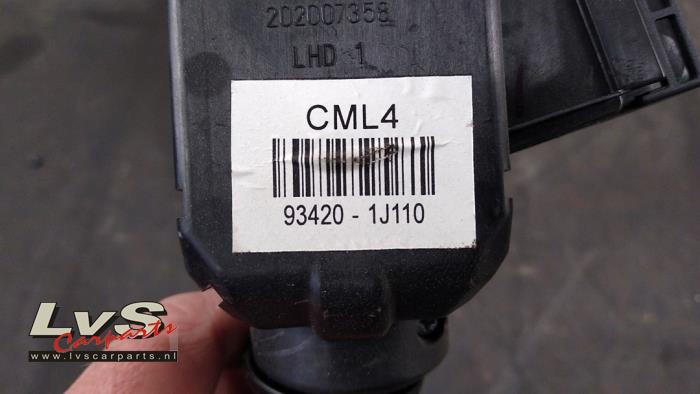 202007358
LHD 1
CML4
93420 - 1J110
LvS
Carparts
www.lvscarparts.nl